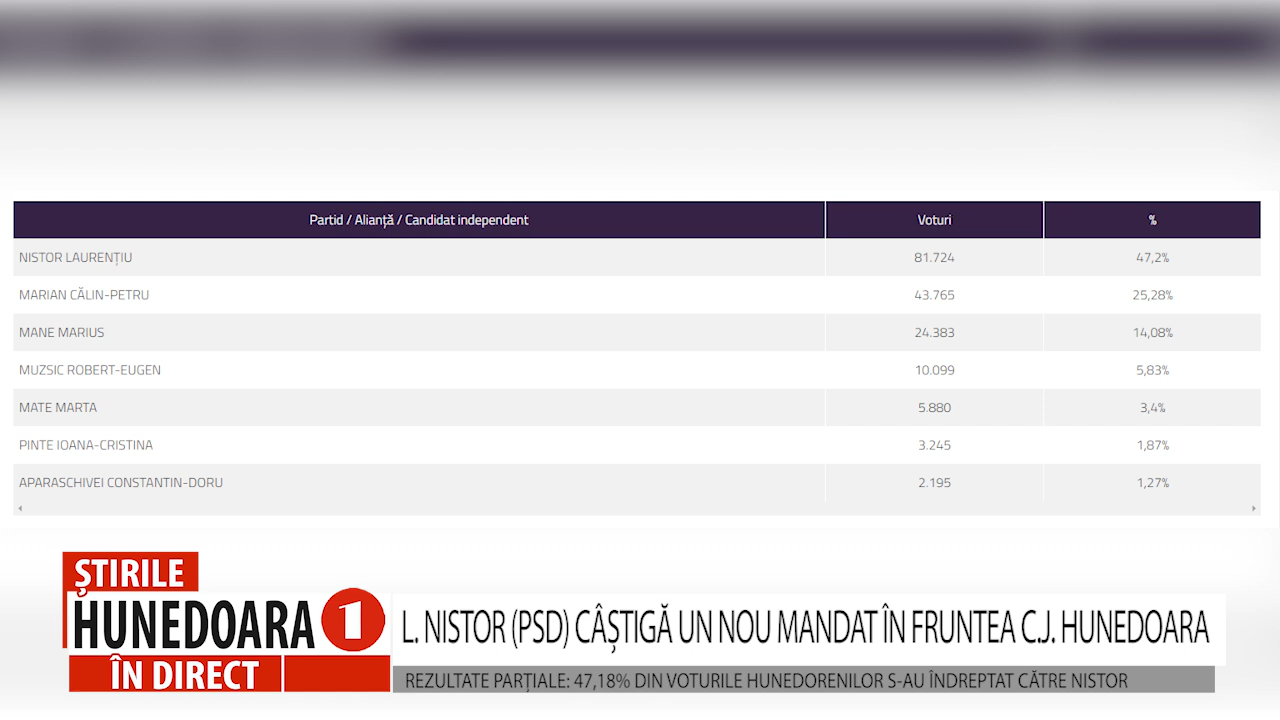 Partid / Alianță / Candidat independent Voturi %
NISTOR LAURENȚIU 81.724 47,2%
MARIAN CĂLIN-PETRU 43.765 25,28%
MANE MARIUS 24.383 14,08%
MUZSIC ROBERT-EUGEN 10.099 5,83%
MATE MARTA 5.880 3,4%
PINTE IOANA-CRISTINA 3.245 1,87%
APARASCHIVEI CONSTANTIN-DORU 2.195 1,27%
ȘTIRILE
HUNEDOARA 1
ÎN DIRECT
L. NISTOR (PSD) CÂȘTIGĂ UN NOU MANDAT ÎN FRUNTEA C.J. HUNEDOARA
REZULTATE PARȚIALE: 47,18% DIN VOTURILE HUNEDORENILOR S-AU ÎNDREPTAT CĂTRE NISTOR